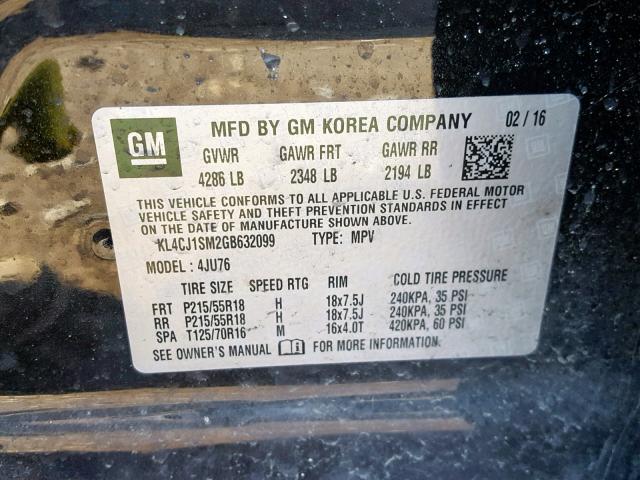 GM
MFD BY GM KOREA COMPANY 02 / 16
GVWR GAWR FRT GAWR RR
4286 LB 2348 LB 2194 LB
THIS VEHICLE CONFORMS TO ALL APPLICABLE U.S. FEDERAL MOTOR
VEHICLE SAFETY AND THEFT PREVENTION STANDARDS IN EFFECT
ON THE DATE OF MANUFACTURE SHOWN ABOVE.
KL4CJ1SM2GB632099 TYPE: MPV
MODEL : 4JU76
TIRE SIZE SPEED RTG RIM COLD TIRE PRESSURE
FRT P215/55R18 H 18x7.5J 240KPA, 35 PSI
RR P215/55R18 H 18x7.5J 240KPA, 35 PSI
SPA T125/70R16 M 16x4.0T 420KPA, 60 PSI
SEE OWNER'S MANUAL FOR MORE INFORMATION.